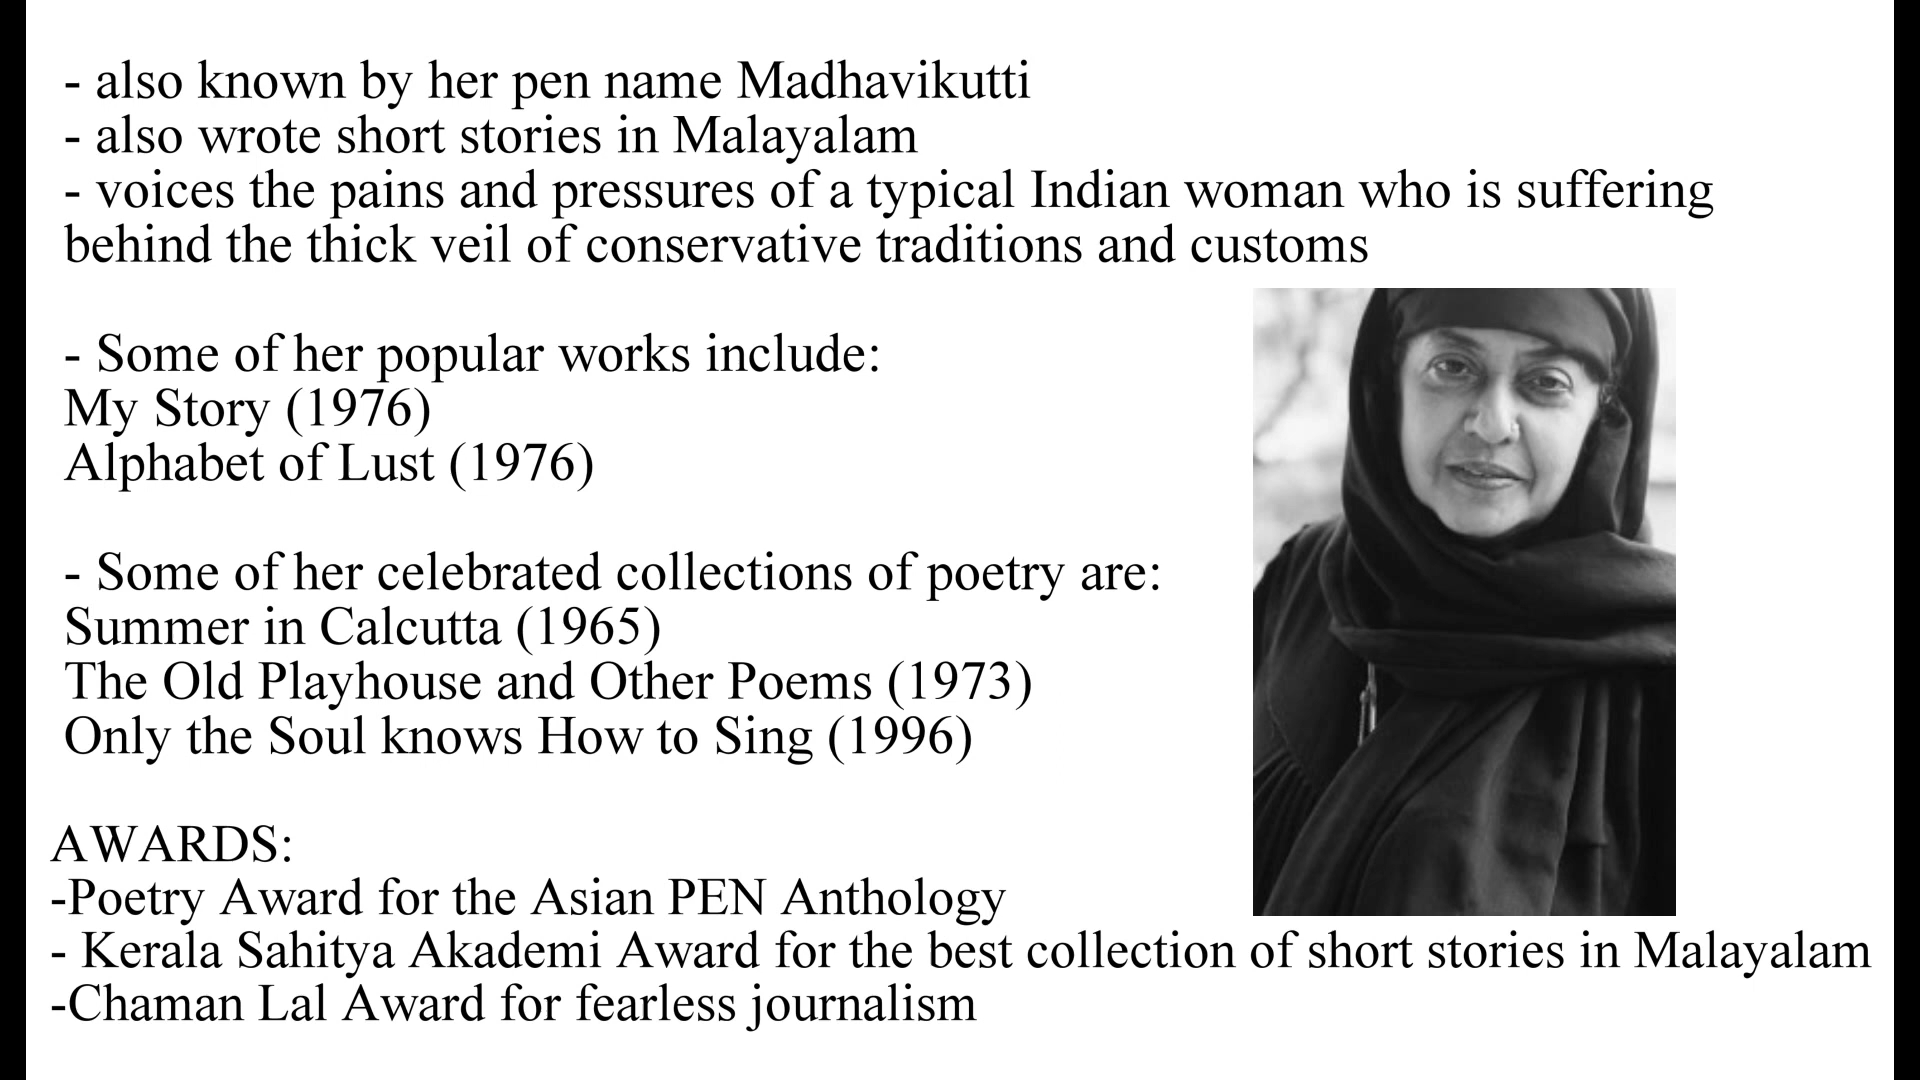 - also known by her pen name Madhavikutti
- also wrote short stories in Malayalam
- voices the pains and pressures of a typical Indian woman who is suffering
behind the thick veil of conservative traditions and customs
- Some of her popular works include:
My Story (1976)
Alphabet of Lust (1976)
- Some of her celebrated collections of poetry are:
Summer in Calcutta (1965)
The Old Playhouse and Other Poems (1973)
Only the Soul knows How to Sing (1996)
AWARDS:
-Poetry Award for the Asian PEN Anthology
- Kerala Sahitya Akademi Award for the best collection of short stories in Malayalam
-Chaman Lal Award for fearless journalism